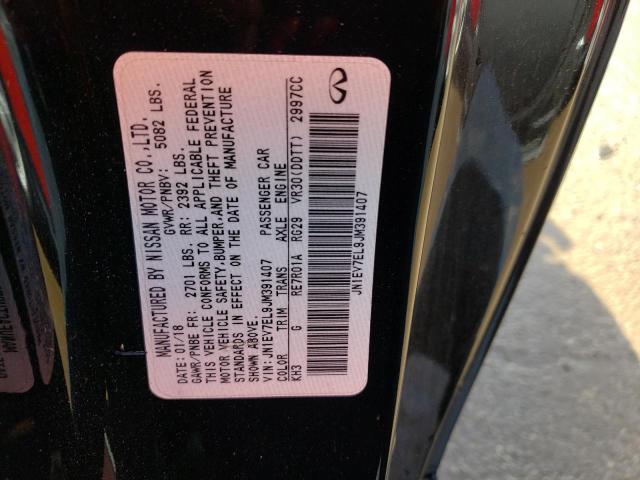 MANUFACTURED BY NISSAN MOTOR CO.,LTD.
DATE: 01/18 GVWR/PNBV: 5082 LBS.
GAWR/PNBE FR: 2701 LBS. RR: 2392 LBS.
THIS VEHICLE CONFORMS TO ALL APPLICABLE FEDERAL
MOTOR VEHICLE SAFETY,BUMPER,AND THEFT PREVENTION
STANDARDS IN EFFECT ON THE DATE OF MANUFACTURE
SHOWN ABOVE.
VIN:JN1EV7EL9JM391407 PASSENGER CAR
COLOR TRIM TRANS AXLE ENGINE
KH3 G RE7R01A RG29 VR30(DDTT) 2997CC
JN1EV7EL9JM391407